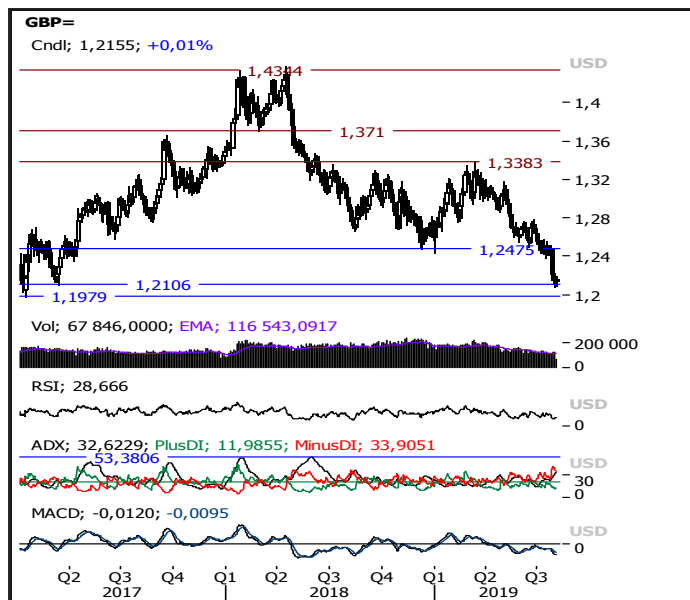 GBP=
Cndl; 1,2155; +0,01%
USD
1,4344
1,4
1,371
1,36
1,3383
1,32
1,28
1,2475
1,24
1,2106
1,1979
1,2
Vol; 67 846,0000; EMA; 116 543,0917
200 000
0
RSI; 28,666
USD
0
ADX; 32,6229; PlusDI; 11,9855; MinusDI; 33,9051
53,3806
USD
30
0
MACD; -0,0120; -0,0095
USD
0
Q2 Q3 Q4 Q1 Q2 Q3 Q4 Q1 Q2 Q3
2017 2018 2019